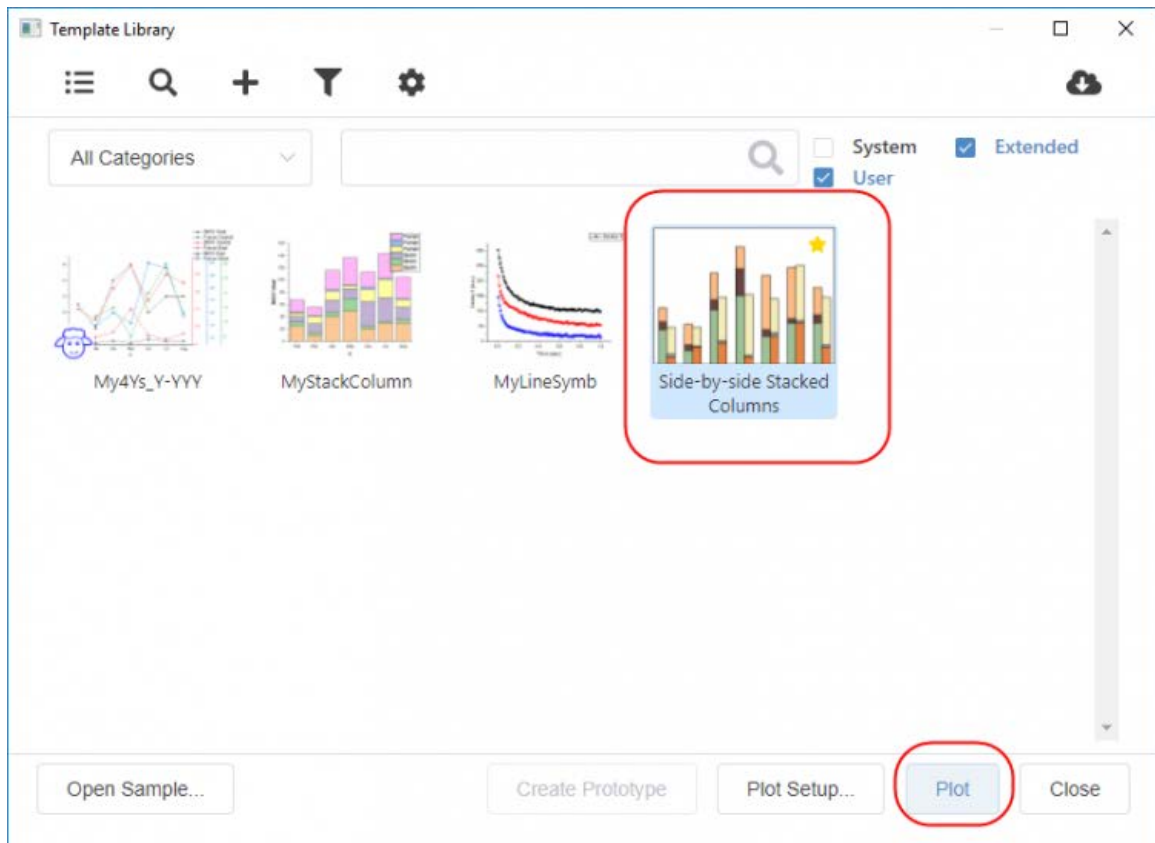 Template Library
All Categories
System
Extended
User
My4Ys_Y-YYY
MyStackColumn
MyLineSymb
Side-by-side Stacked
Columns
Open Sample...
Create Prototype
Plot Setup...
Plot
Close